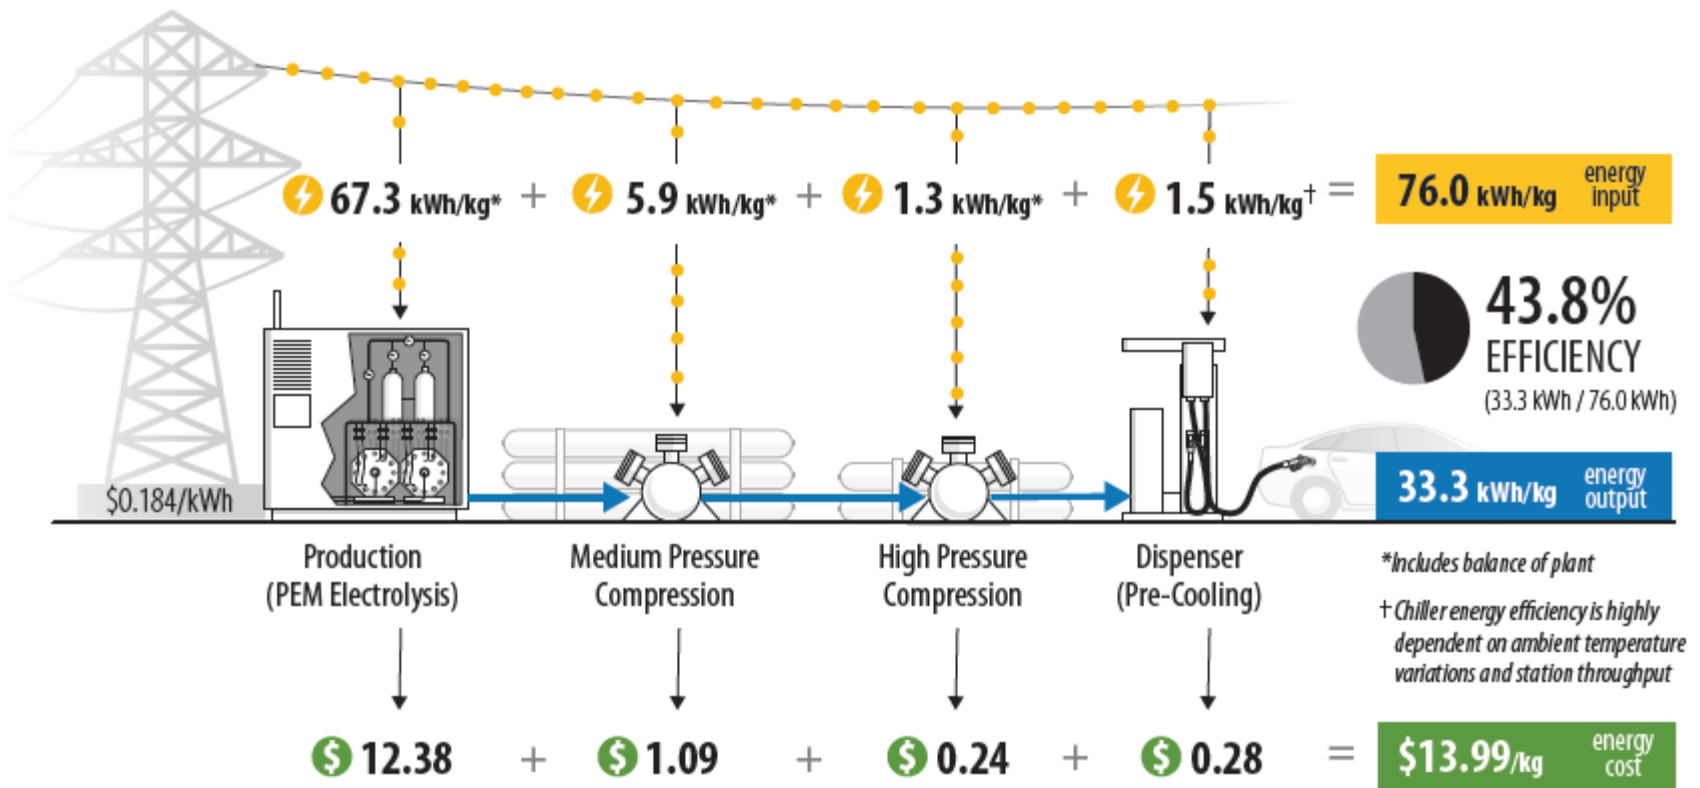 67.3 kWh/kg* + 5.9 kWh/kg* + 1.3 kWh/kg* + 1.5 kWh/kg† = 76.0 kWh/kg energy input
43.8%
EFFICIENCY
(33.3 kWh / 76.0 kWh)
33.3 kWh/kg energy output
$0.184/kWh
Production
(PEM Electrolysis)
Medium Pressure
Compression
High Pressure
Compression
Dispenser
(Pre-Cooling)
*Includes balance of plant
† Chiller energy efficiency is highly
dependent on ambient temperature
variations and station throughput
$ 12.38 + $ 1.09 + $ 0.24 + $ 0.28 = $13.99/kg energy cost